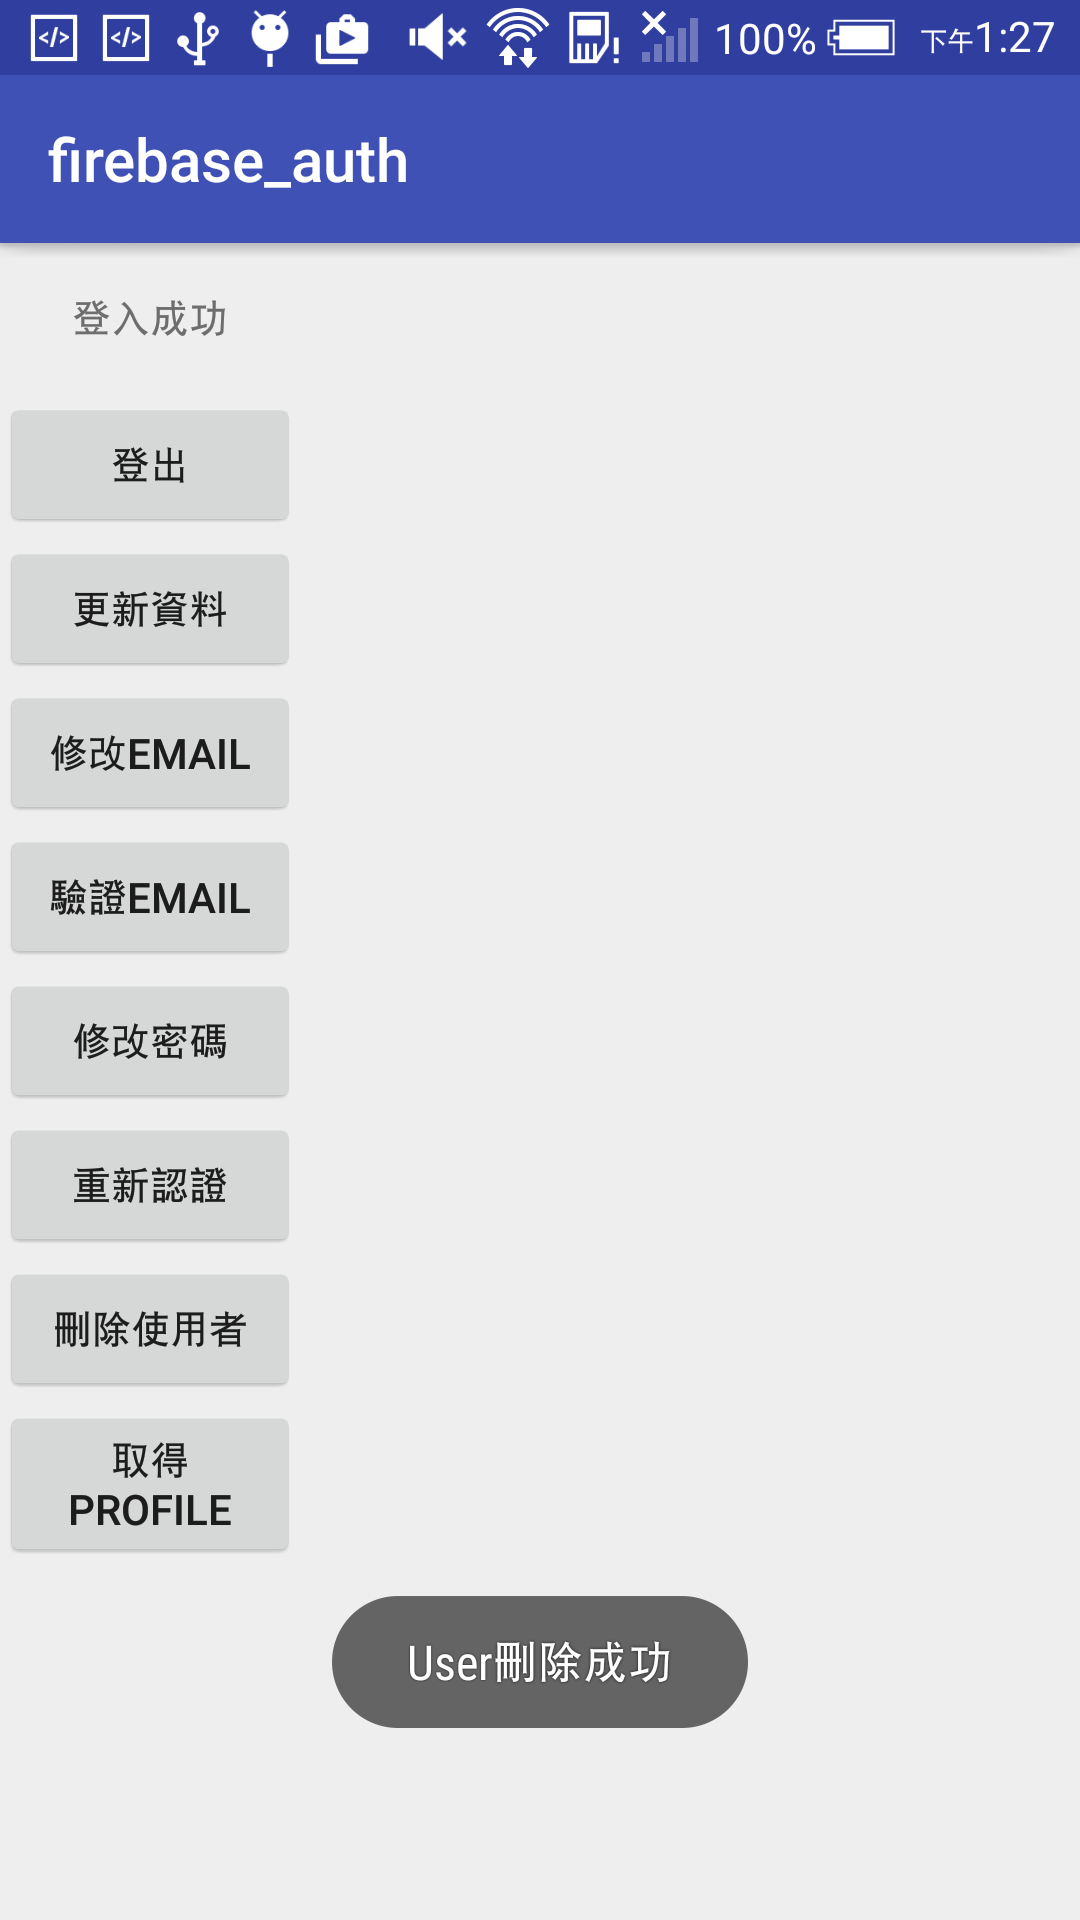 100% 下午1:27
firebase_auth
登入成功
登出
更新資料
修改EMAIL
驗證EMAIL
修改密碼
重新認證
刪除使用者
取得
PROFILE
User刪除成功